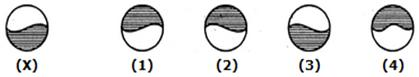 (X) (1) (2) (3) (4)